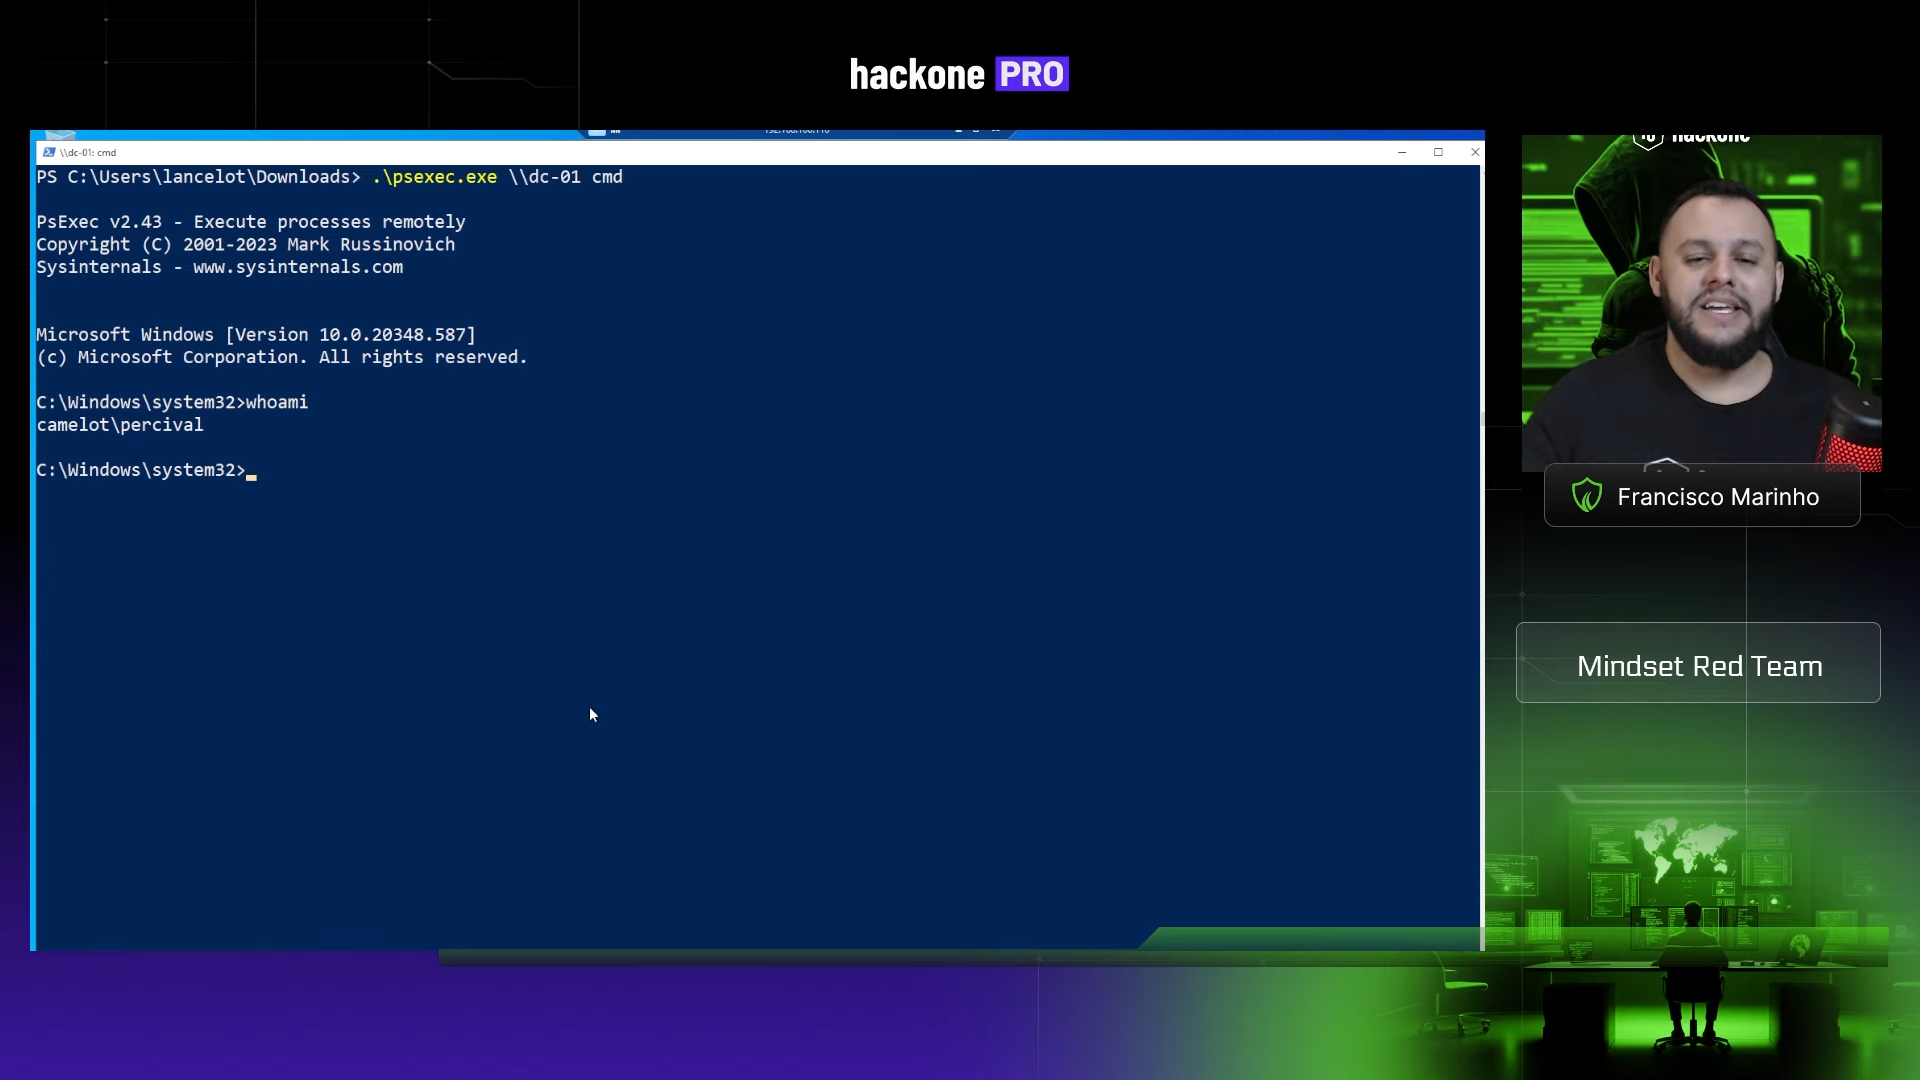 hackone PRO
\\dc-01: cmd
PS C:\Users\lancelot\Downloads> .\psexec.exe \\dc-01 cmd
PsExec v2.43 - Execute processes remotely
Copyright (C) 2001-2023 Mark Russinovich
Sysinternals - www.sysinternals.com
Microsoft Windows [Version 10.0.20348.587]
(c) Microsoft Corporation. All rights reserved.
C:\Windows\system32>whoami
camelot\percival
C:\Windows\system32>
hackone
Francisco Marinho
Mindset Red Team